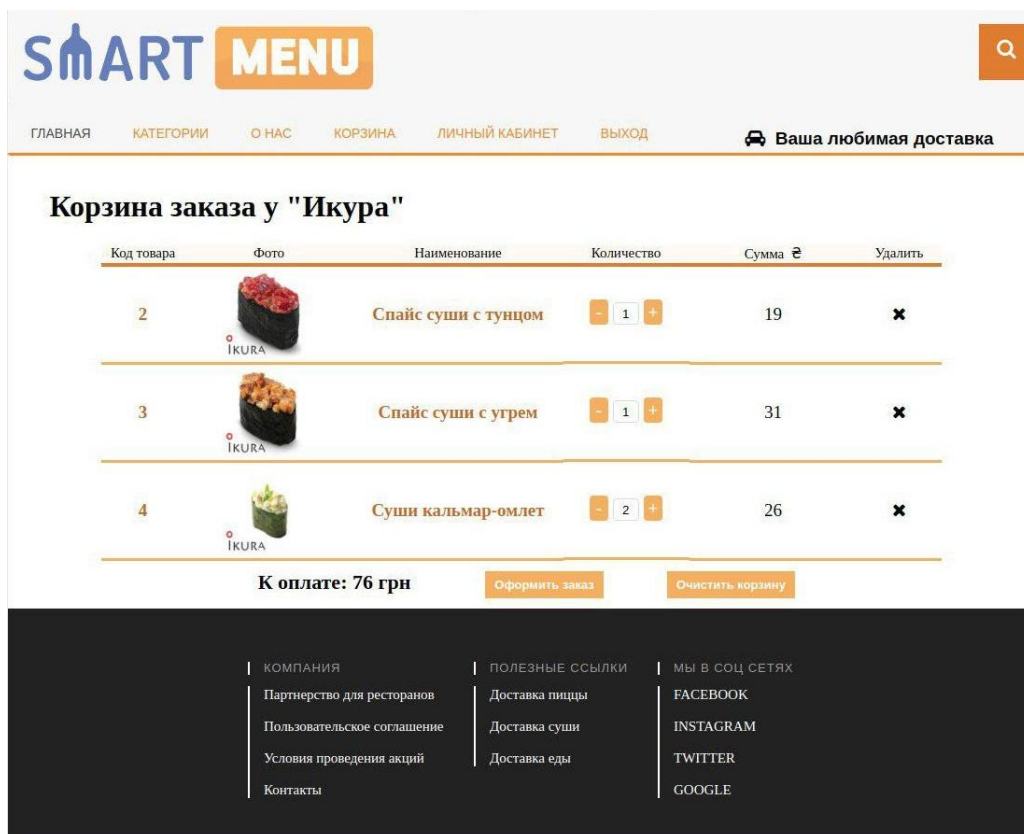 SMART MENU
ГЛАВНАЯ КАТЕГОРИИ О НАС КОРЗИНА ЛИЧНЫЙ КАБИНЕТ ВЫХОД Ваша любимая доставка
Корзина заказа у "Икура"
Код товара Фото Наименование Количество Сумма ₴ Удалить
2 Спайс суши с тунцом - 1 + 19 ✖
IKURA
3 Спайс суши с угрем - 1 + 31 ✖
IKURA
4 Суши кальмар-омлет - 2 + 26 ✖
IKURA
К оплате: 76 грн Оформить заказ Очистить корзину
КОМПАНИЯ ПОЛЕЗНЫЕ ССЫЛКИ МЫ В СОЦ СЕТЯХ
Партнерство для ресторанов Доставка пиццы FACEBOOK
Пользовательское соглашение Доставка суши INSTAGRAM
Условия проведения акций Доставка еды TWITTER
Контакты GOOGLE